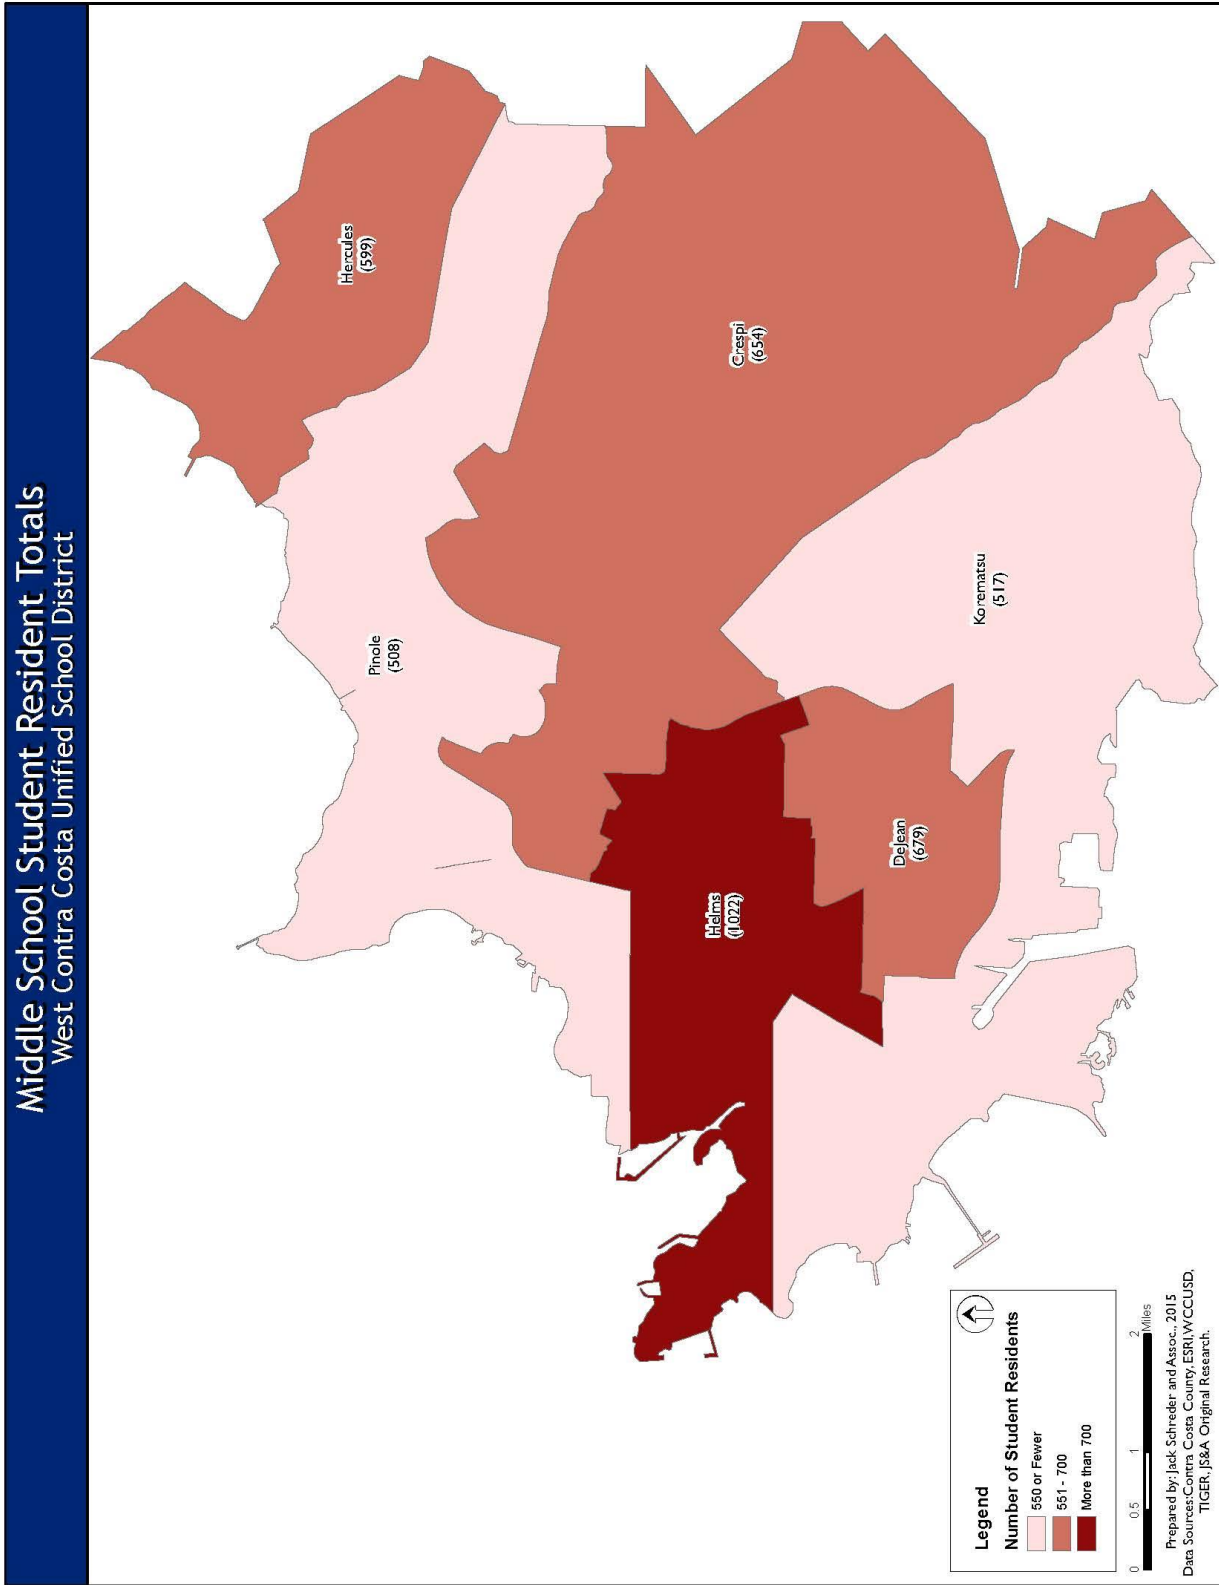 Middle School Student Resident Totals
West Contra Costa Unified School District
Hercules
(599)
Pinole
(508)
Crespi
(654)
Korematsu
(517)
Helms
(1022)
DeJean
(679)
Legend
Number of Student Residents
550 or Fewer
551 - 700
More than 700
0 0.5 1 2
Miles
Prepared by: Jack Schreder and Assoc., 2015
Data Sources:Contra Costa County, ESRI, WCCUSD,
TIGER, JS&A Original Research.